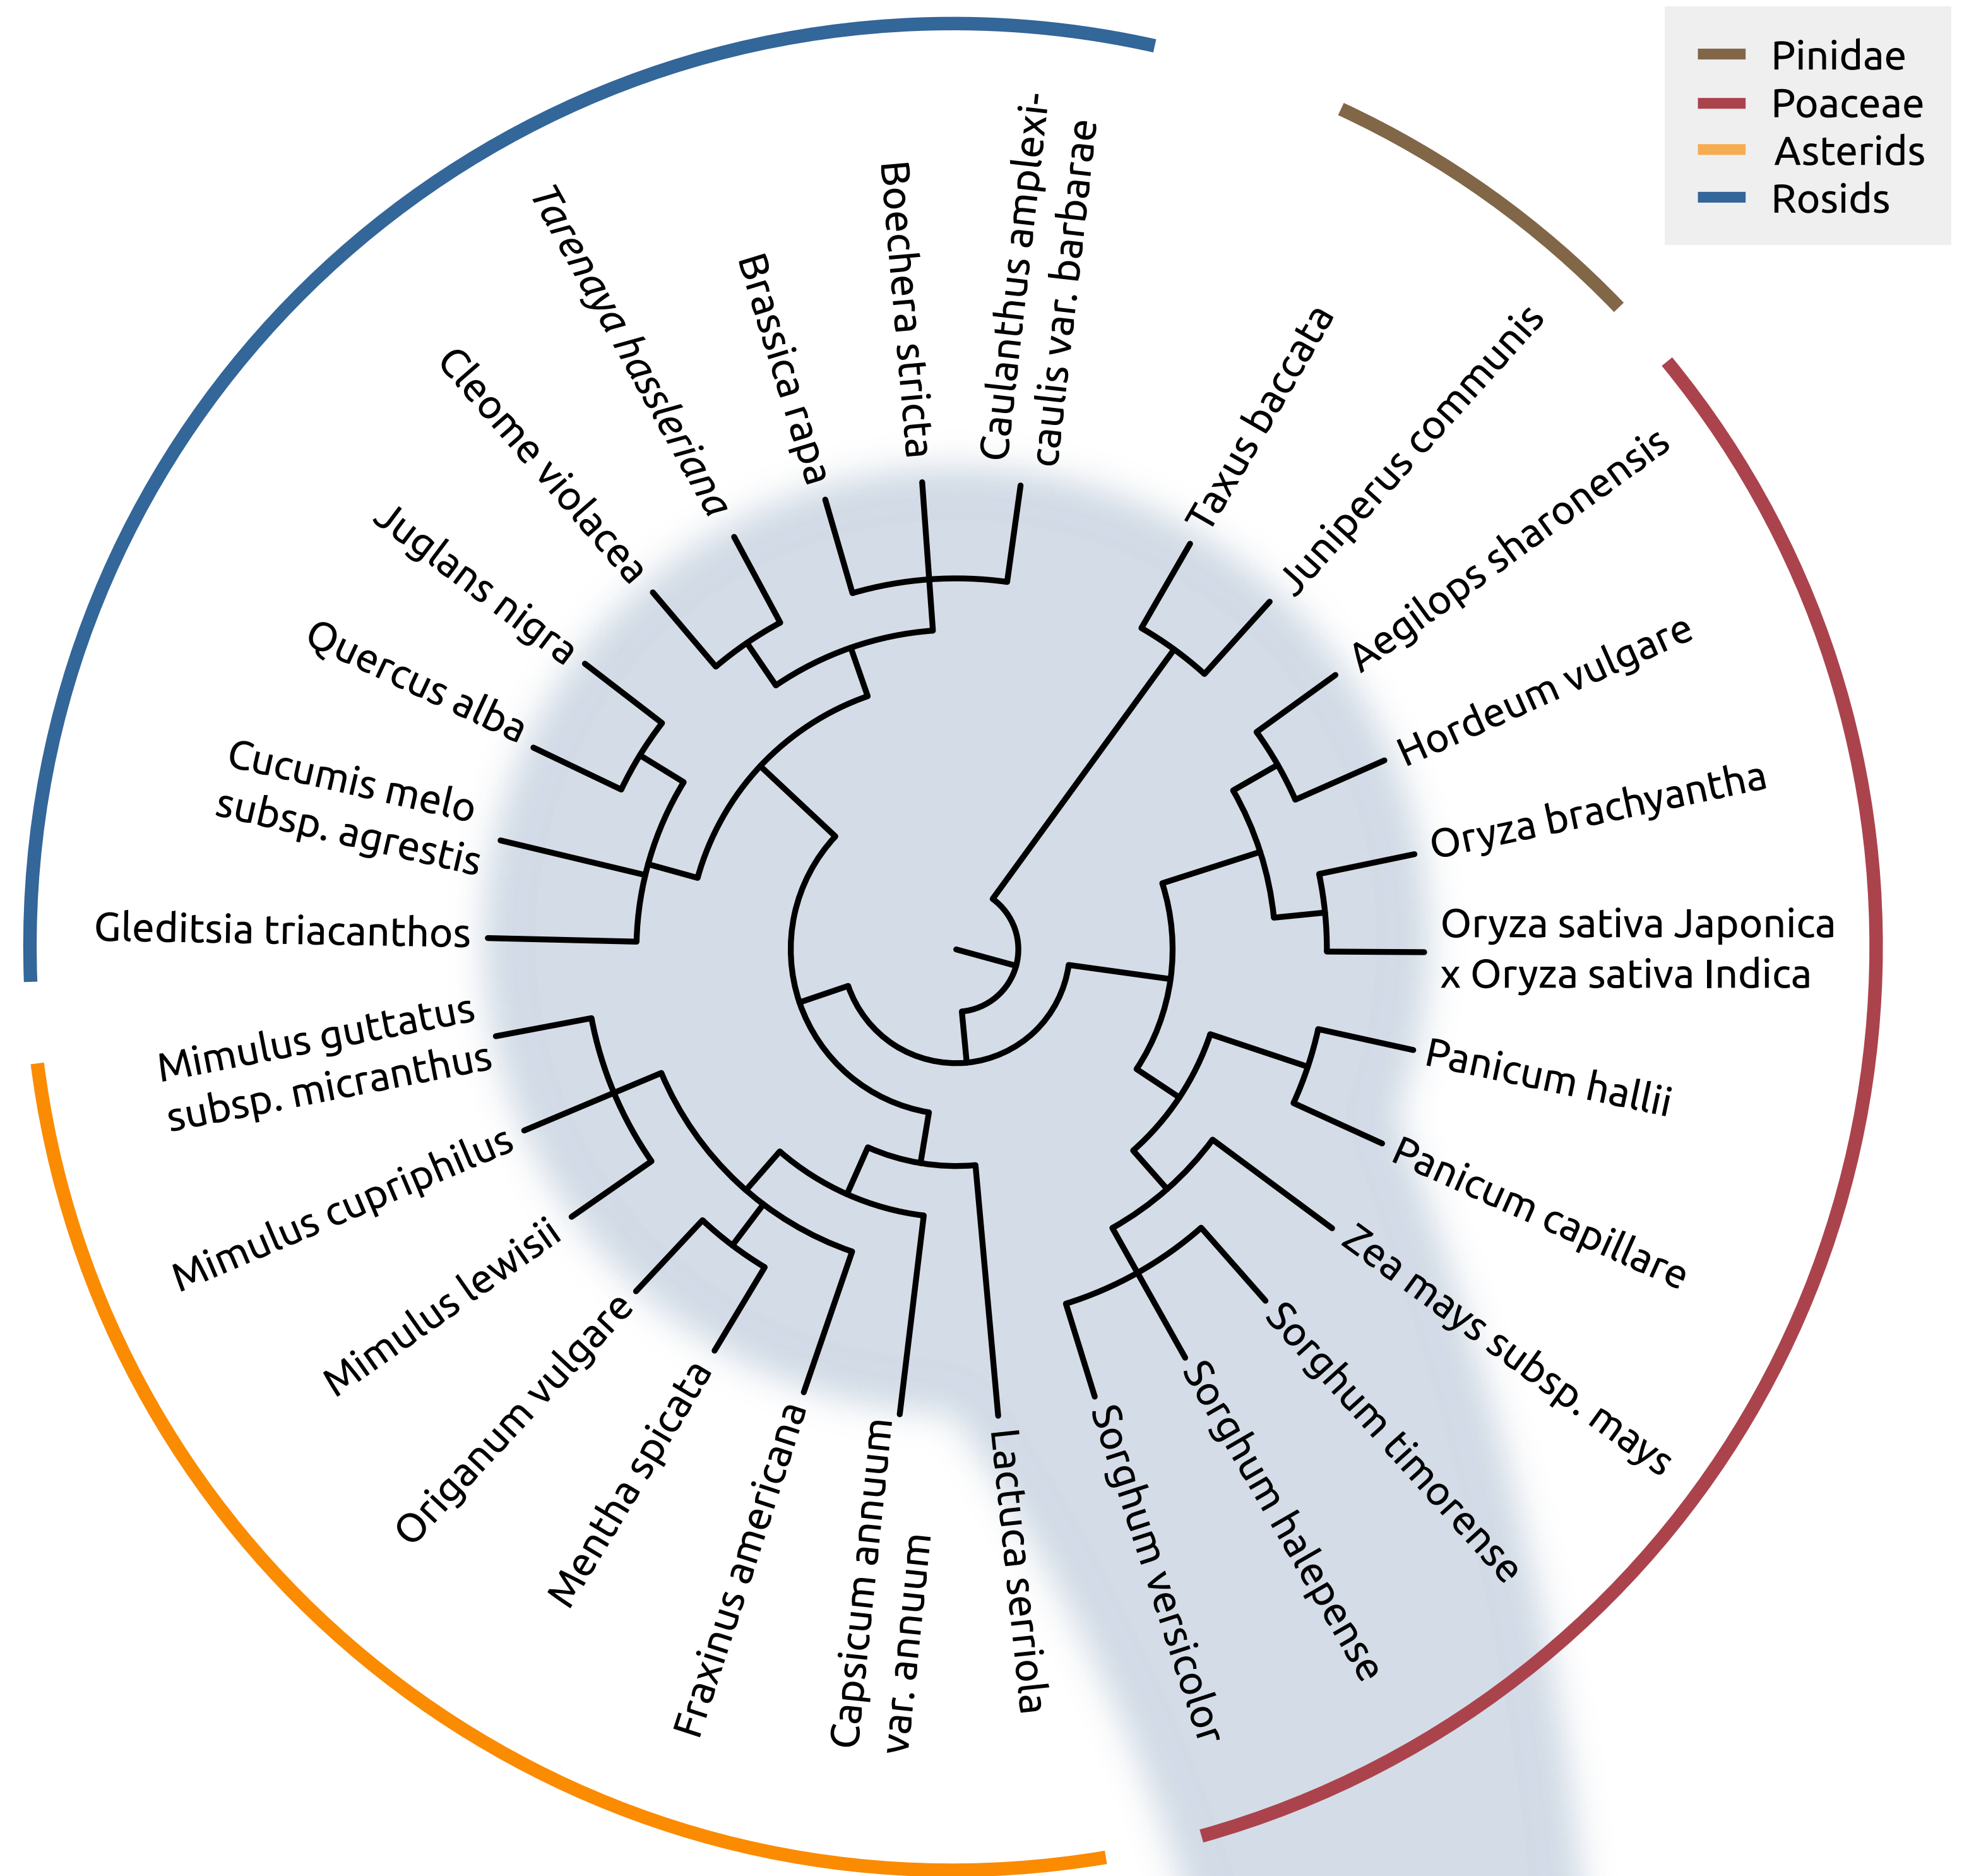 Pinidae
Poaceae
Asterids
Rosids
Taxus baccata
Juniperus communis
Aegilops sharonensis
Hordeum vulgare
Oryza brachyantha
Oryza sativa Japonica
x Oryza sativa Indica
Panicum hallii
Panicum capillare
Zea mays subsp. mays
Sorghum timorense
Sorghum halepense
Sorghum versicolor
Lactuca serriola
Capsicum annuum
var. annuum
Fraxinus americana
Mentha spicata
Origanum vulgare
Mimulus lewisii
Mimulus cupriphilus
Mimulus guttatus
subsp. micranthus
Gleditsia triacanthos
Cucumis melo
subsp. agrestis
Quercus alba
Juglans nigra
Cleome violacea
Tarenaya hassleriana
Brassica rapa
Boechera stricta
Caulanthus amplexi-
caulis var. barbarae